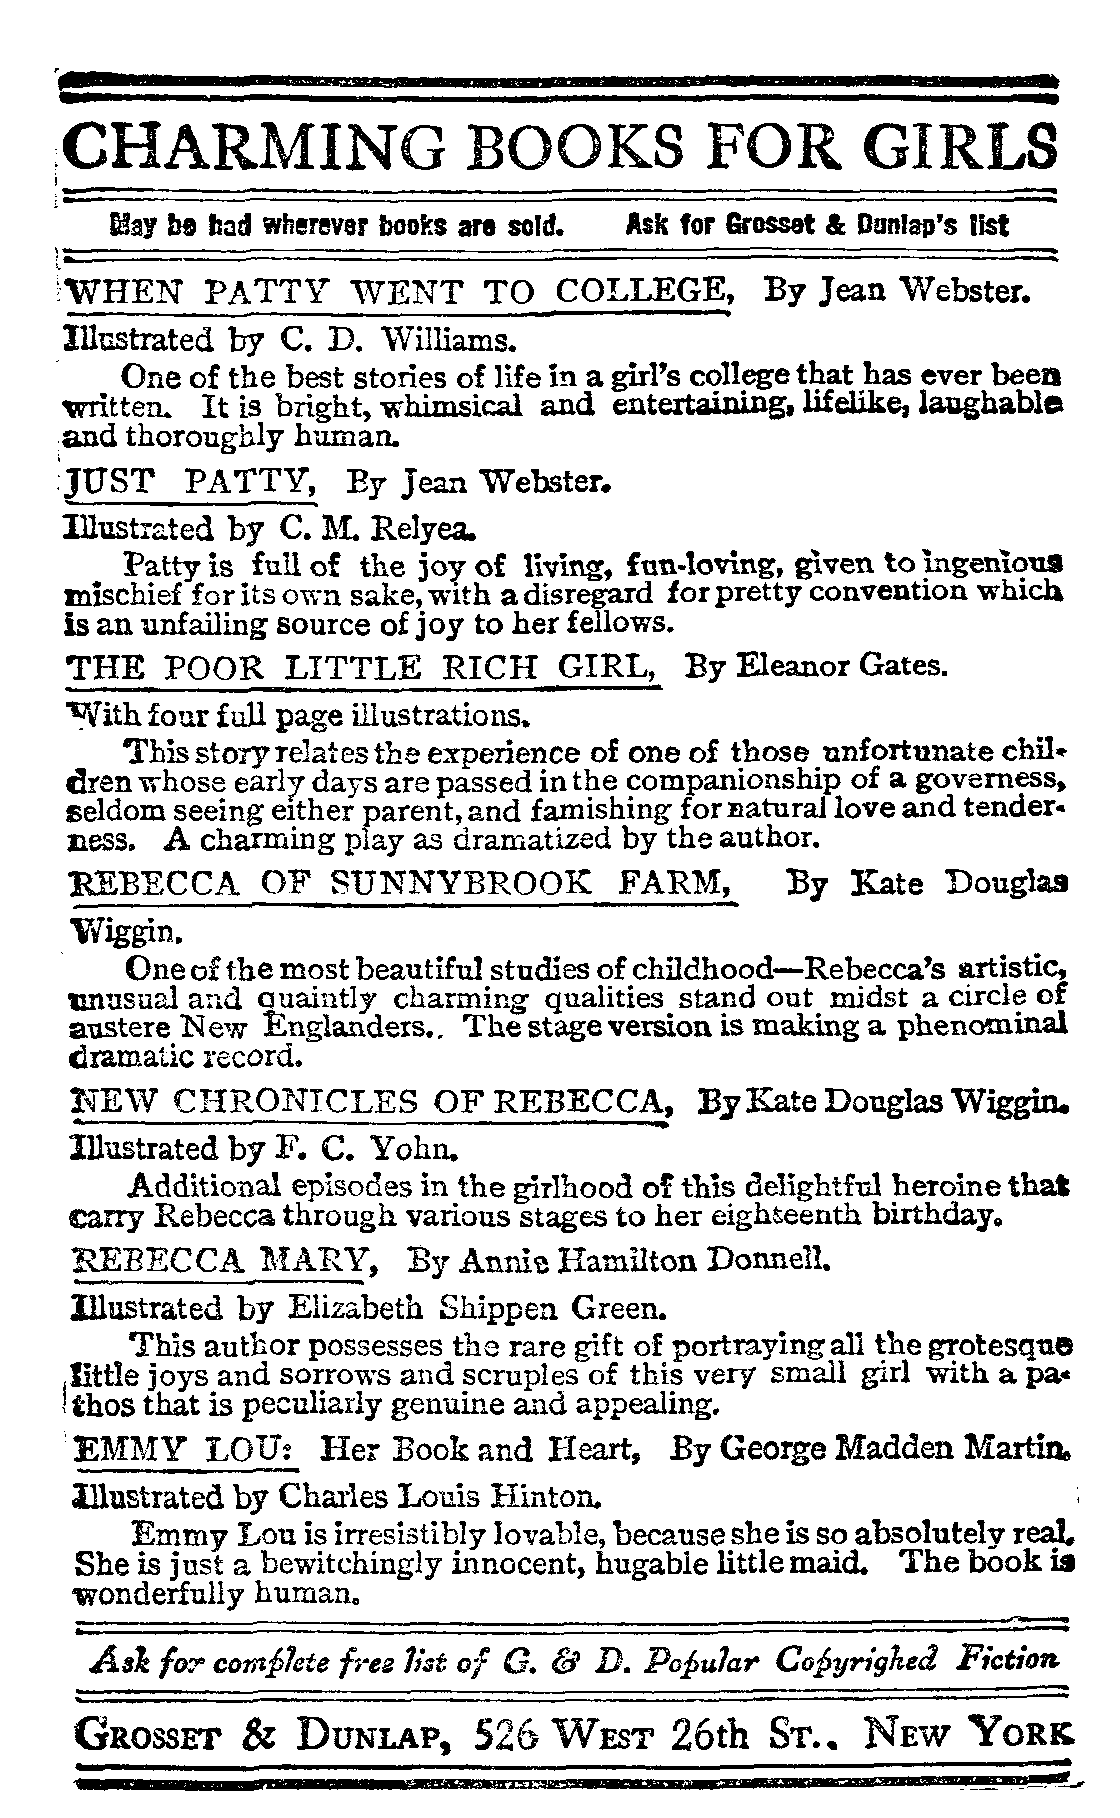 CHARMING BOOKS FOR GIRLS
May be had wherever books are sold. Ask for Grosset & Dunlap's list
WHEN PATTY WENT TO COLLEGE, By Jean Webster.
Illustrated by C. D. Williams.
One of the best stories of life in a girl's college that has ever been
written. It is bright, whimsical and entertaining, lifelike, laughable
and thoroughly human.
JUST PATTY, By Jean Webster.
Illustrated by C. M. Relyea.
Patty is full of the joy of living, fun-loving, given to ingenious
mischief for its own sake, with a disregard for pretty convention which
is an unfailing source of joy to her fellows.
THE POOR LITTLE RICH GIRL, By Eleanor Gates.
With four full page illustrations.
This story relates the experience of one of those unfortunate chil-
dren whose early days are passed in the companionship of a governess,
seldom seeing either parent, and famishing for natural love and tender-
ness. A charming play as dramatized by the author.
REBECCA OF SUNNYBROOK FARM, By Kate Douglas
Wiggin.
One of the most beautiful studies of childhood—Rebecca's artistic,
unusual and quaintly charming qualities stand out midst a circle of
austere New Englanders.. The stage version is making a phenominal
dramatic record.
NEW CHRONICLES OF REBECCA, By Kate Douglas Wiggin.
Illustrated by F. C. Yohn.
Additional episodes in the girlhood of this delightful heroine that
carry Rebecca through various stages to her eighteenth birthday.
REBECCA MARY, By Annie Hamilton Donnell.
Illustrated by Elizabeth Shippen Green.
This author possesses the rare gift of portraying all the grotesque
little joys and sorrows and scruples of this very small girl with a pa-
thos that is peculiarly genuine and appealing.
EMMY LOU: Her Book and Heart, By George Madden Martin.
Illustrated by Charles Louis Hinton.
Emmy Lou is irresistibly lovable, because she is so absolutely real.
She is just a bewitchingly innocent, hugable little maid. The book is
wonderfully human.
Ask for complete free list of G. & D. Popular Copyrighed Fiction
GROSSET & DUNLAP, 526 WEST 26th ST., NEW YORK